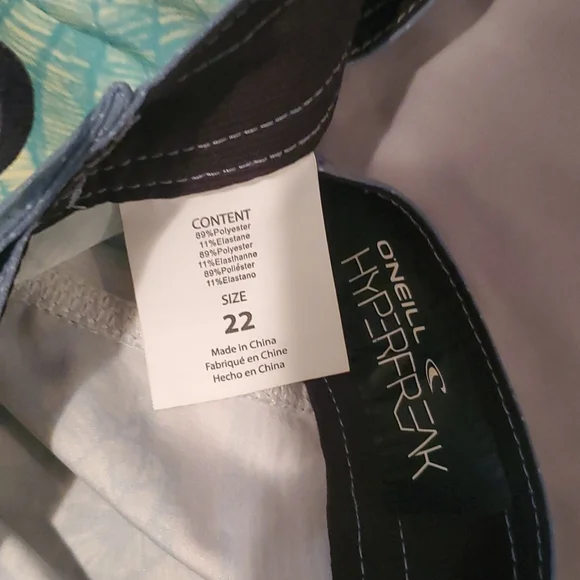 CONTENT
89%Polyester
11%Elastane
89%Polyester
11%Elasthanne
89%Poliéster
11%Elastano
SIZE
22
Made in China
Fabriqué en Chine
Hecho en China
O'NEILL
HYPERFREAK